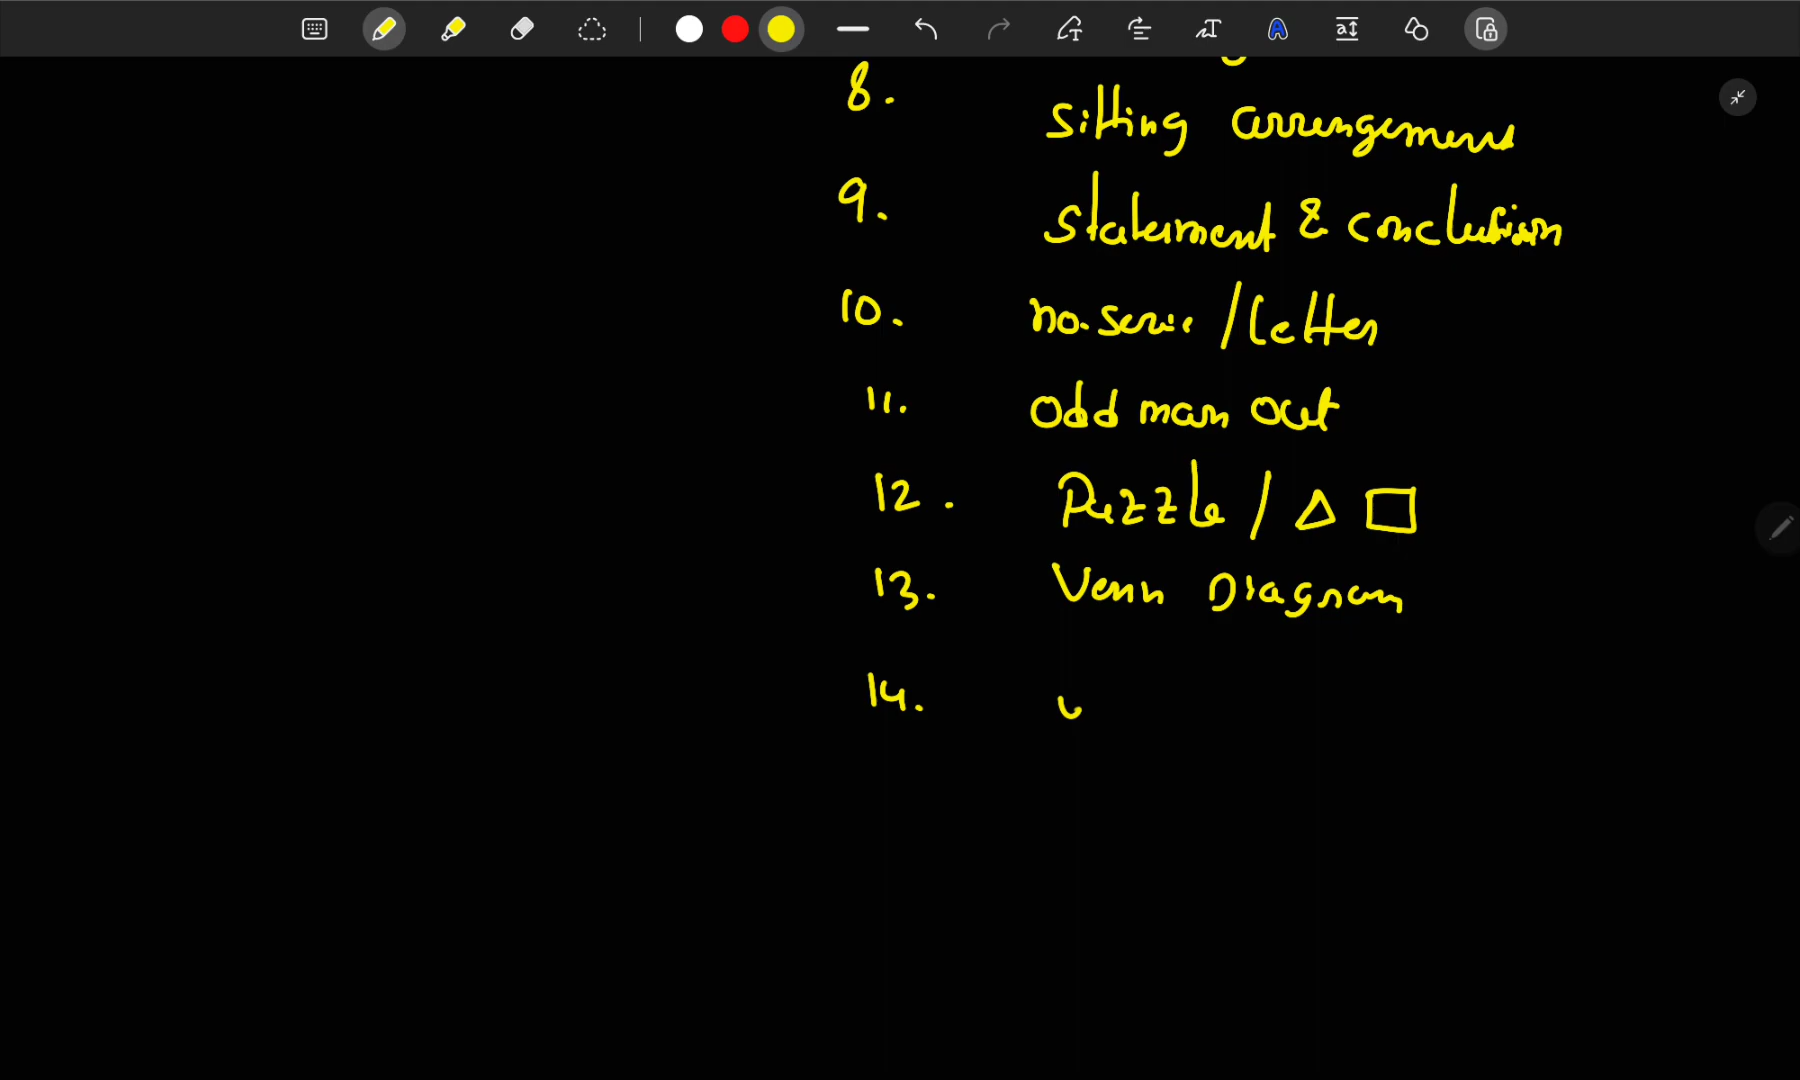 8. Sitting arrangement
9. Statement & conclusion
10. no. serie / letter
11. odd man out
12. Puzzle / △ □
13. Venn Diagram
14.